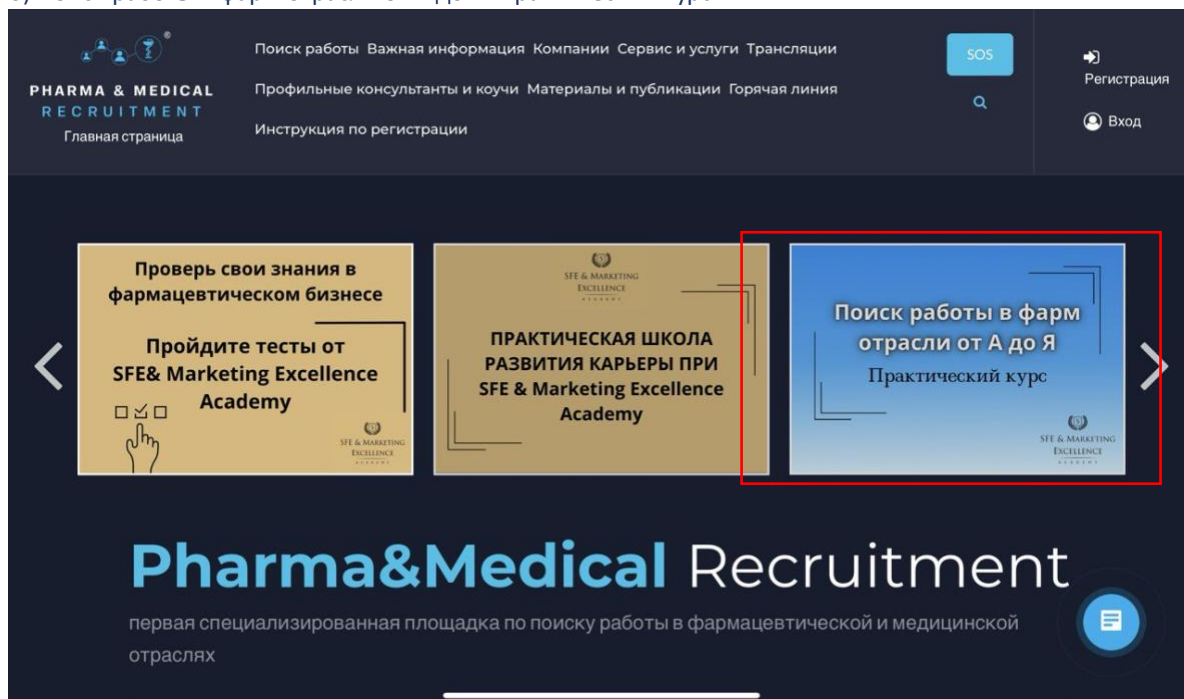 PHARMA & MEDICAL
RECRUITMENT
Главная страница
Поиск работы Важная информация Компании Сервис и услуги Трансляции
Профильные консультанты и коучи Материалы и публикации Горячая линия
Инструкция по регистрации
SOS
Регистрация
Вход
Проверь свои знания в
фармацевтическом бизнесе
Пройдите тесты от
SFE& Marketing Excellence
Academy
SFE & MARKETING
EXCELLENCE
SFE & MARKETING
EXCELLENCE
ACADEMY
ПРАКТИЧЕСКАЯ ШКОЛА
РАЗВИТИЯ КАРЬЕРЫ ПРИ
SFE & Marketing Excellence
Academy
Поиск работы в фарм
отрасли от А до Я
Практический курс
SFE & MARKETING
EXCELLENCE
ACADEMY
Pharma&Medical Recruitment
первая специализированная площадка по поиску работы в фармацевтической и медицинской
отраслях